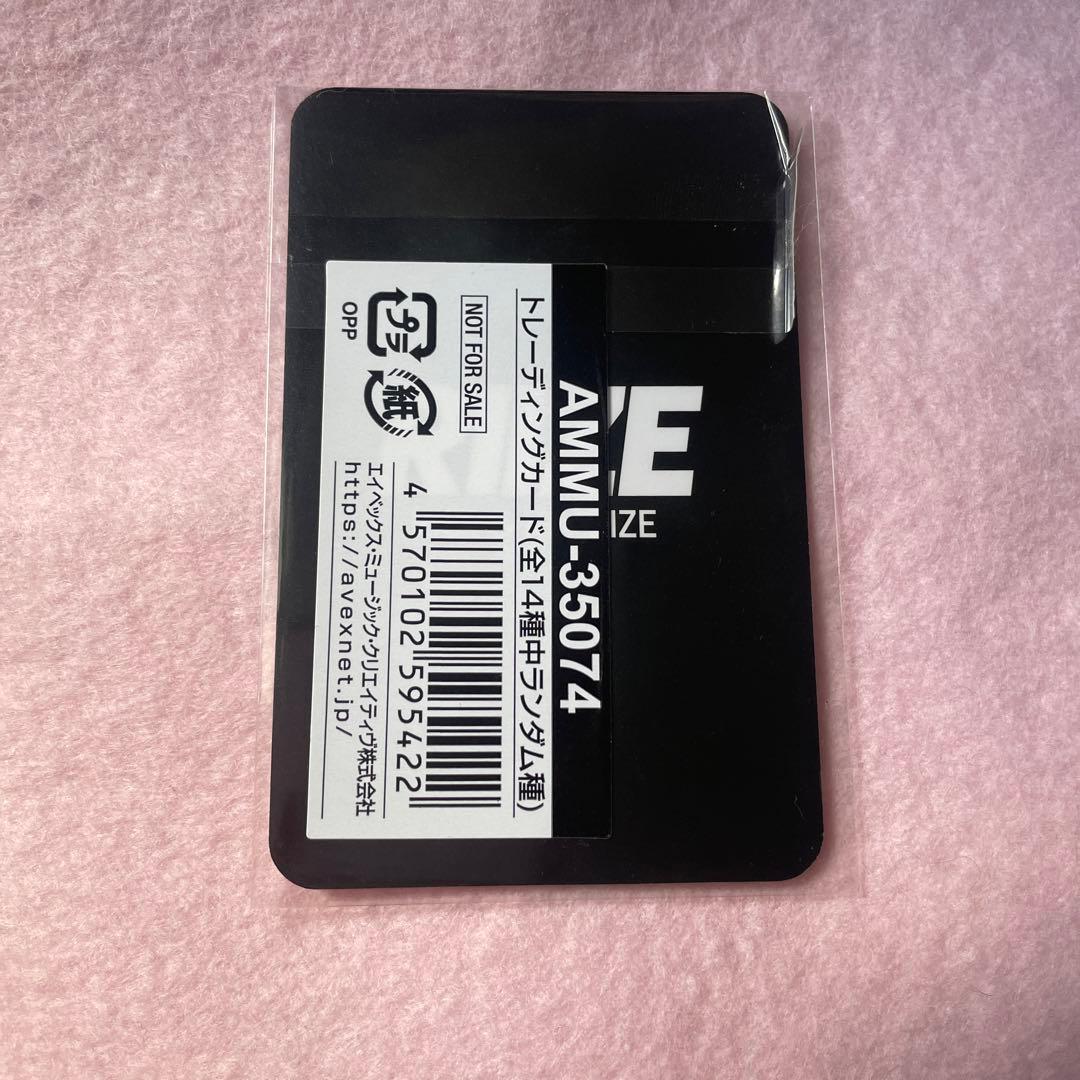 AMMU-35074
トレーディングカード(全14種中ランダム種)
NOT FOR SALE
プラ
紙
OPP
4 570102 595422
エイベックス・ミュージック・クリエイティヴ株式会社
https://avexnet.jp/
ZE
IZE